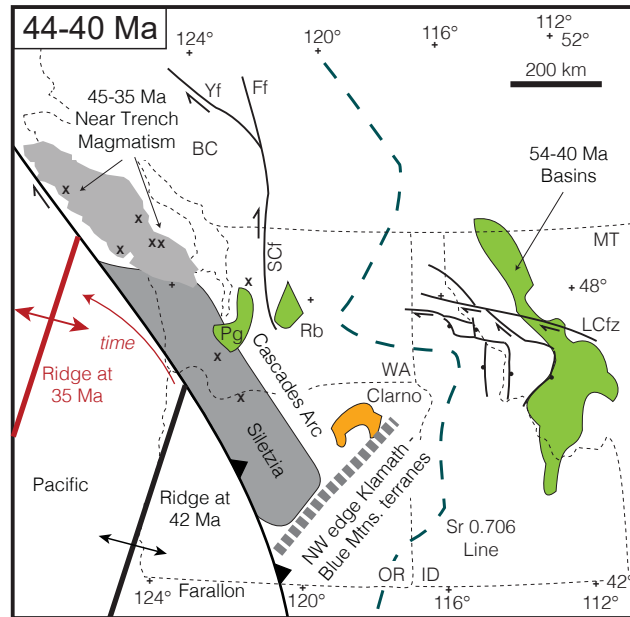 44-40 Ma
124°
120°
116°
112°
52°
200 km
Yf
Ff
45-35 Ma
Near Trench
Magmatism
BC
54-40 Ma
Basins
x
x
x
xx
x
x
x
SCf
MT
48°
LCfz
Pg
Rb
time
Ridge at
35 Ma
Cascades Arc
WA
Clarno
Siletzia
Pacific
Ridge at
42 Ma
NW edge Klamath
Blue Mtns. terranes
Sr 0.706
Line
OR
ID
124°
Farallon
120°
116°
42°
112°